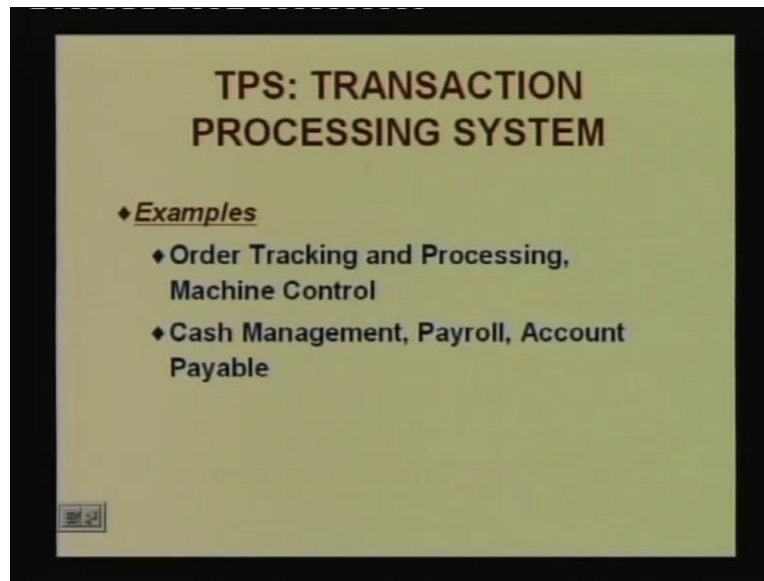 TPS: TRANSACTION
PROCESSING SYSTEM
Examples
Order Tracking and Processing,
Machine Control
Cash Management, Payroll, Account
Payable